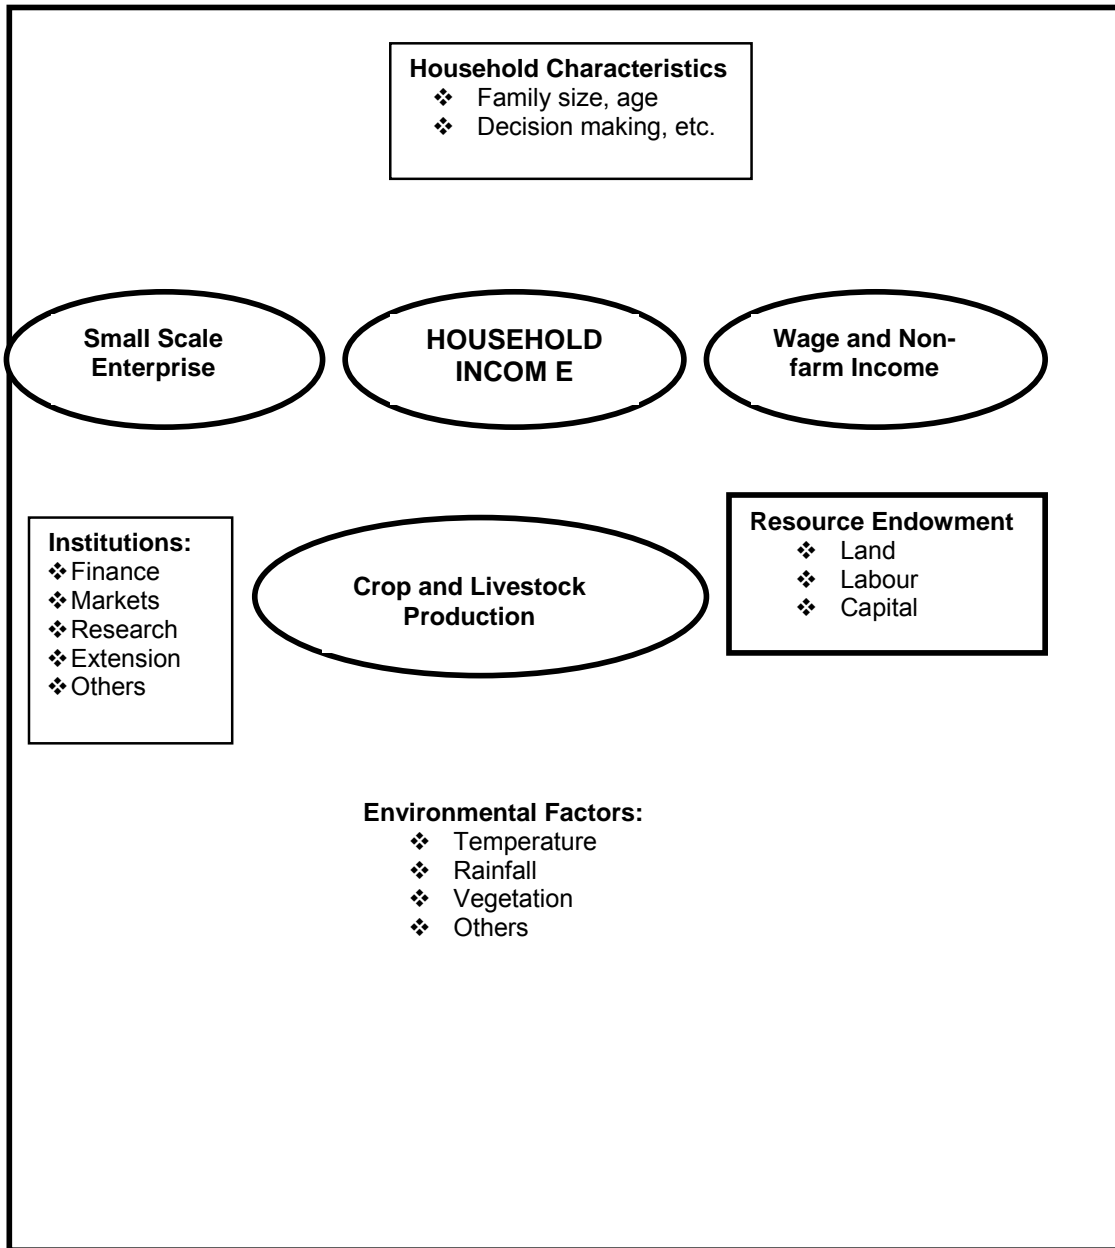 Household Characteristics
❖ Family size, age
❖ Decision making, etc.
Small Scale
Enterprise
HOUSEHOLD
INCOM E
Wage and Non-
farm Income
Institutions:
❖ Finance
❖ Markets
❖ Research
❖ Extension
❖ Others
Crop and Livestock
Production
Resource Endowment
❖ Land
❖ Labour
❖ Capital
Environmental Factors:
❖ Temperature
❖ Rainfall
❖ Vegetation
❖ Others